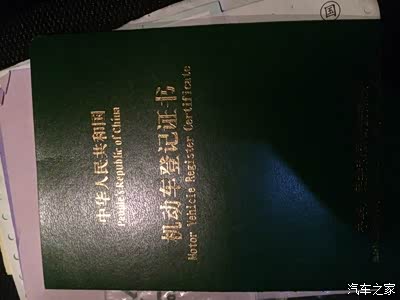 中华人民共和国
People's Republic of China
机动车登记证书
Motor Vehicle Register Certificate
国
汽车之家